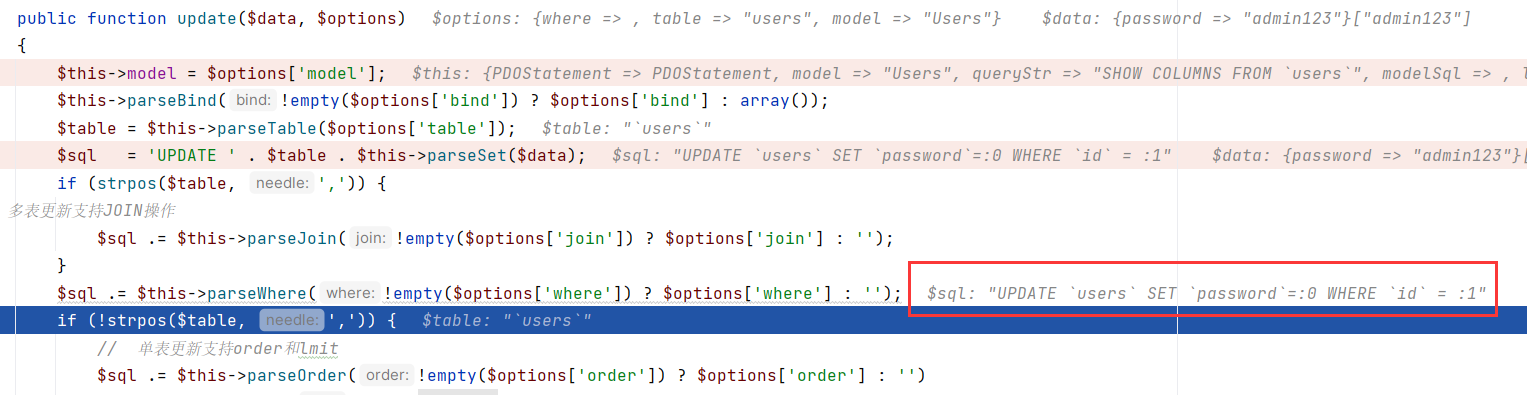 public function update($data, $options)   $options: {where => , table => "users", model => "Users"}    $data: {password => "admin123"}["admin123"]
{
$this->model = $options['model'];   $this: {PDOStatement => PDOStatement, model => "Users", queryStr => "SHOW COLUMNS FROM `users`", modelSql => , l
$this->parseBind( bind: !empty($options['bind']) ? $options['bind'] : array());
$table = $this->parseTable($options['table']);   $table: "`users`"
$sql   = 'UPDATE ' . $table . $this->parseSet($data);   $sql: "UPDATE `users` SET `password`=:0 WHERE `id` = :1"    $data: {password => "admin123"}[
if (strpos($table, needle: ',')) {
多表更新支持JOIN操作
$sql .= $this->parseJoin( join: !empty($options['join']) ? $options['join'] : '');
}
$sql .= $this->parseWhere( where: !empty($options['where']) ? $options['where'] : '');   $sql: "UPDATE `users` SET `password`=:0 WHERE `id` = :1"
if (!strpos($table, needle: ',')) {   $table: "`users`"
//  单表更新支持order和lmit
$sql .= $this->parseOrder( order: !empty($options['order']) ? $options['order'] : '')